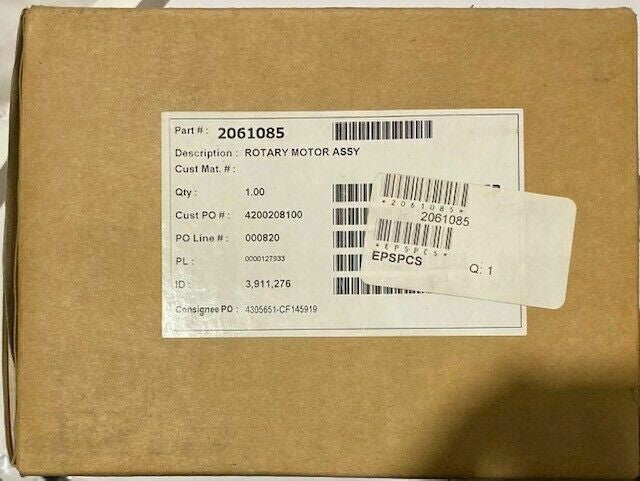 Part # : 2061085
Description : ROTARY MOTOR ASSY
Cust Mat. # :
Qty : 1.00
Cust PO # : 4200208100
PO Line # : 000820
PL : 0000127933
ID : 3,911,276
Consignee PO : 4305651-CF145919
*2061085*
2061085
*EPSPCS*
EPSPCS
Q: 1